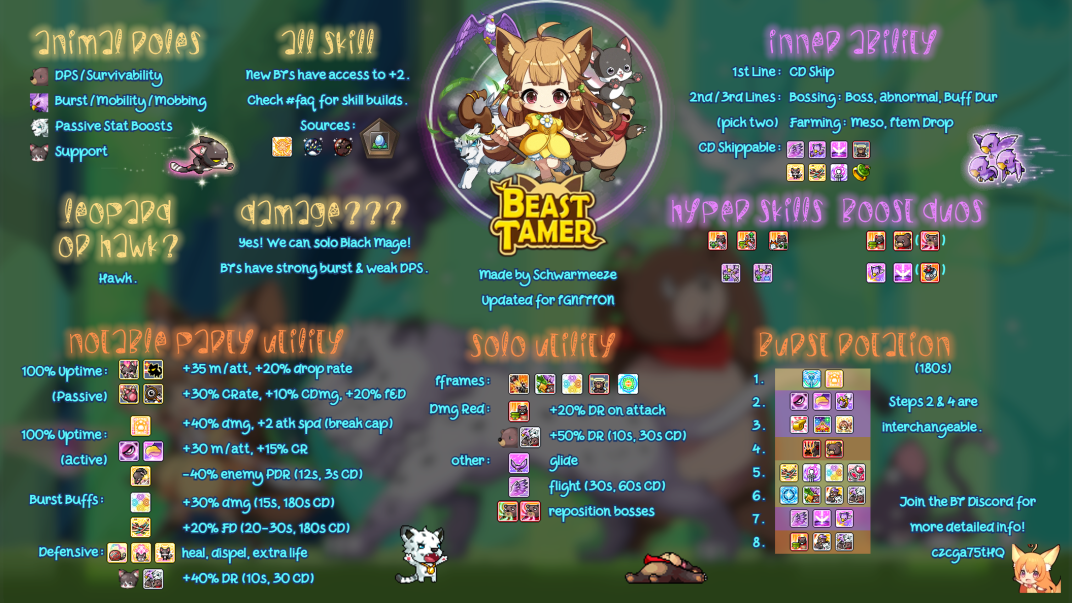 animal roles
DPS/Survivability
Burst/Mobility/Mobbing
Passive Stat Boosts
Support
all skill
New BTs have access to +2.
Check #faq for skill builds.
Sources:
inner ability
1st Line: CD Skip
2nd/3rd Lines: Bossing: Boss, Abnormal, Buff Dur
(pick two) Farming: Meso, Item Drop
CD Skippable:
leopard
or hawk?
Hawk.
damage???
Yes! We can solo Black Mage!
BTs have strong burst & weak DPS.
BEAST
TAMER
Made by Schwarmeeze
Updated for IGNITION
hyper skills
Boost duos
( )
( )
notable party utility
100% Uptime: +35 m/att, +20% drop rate
(Passive) +30% CRate, +10% CDmg, +20% IED
+40% dmg, +2 atk spd (break cap)
100% Uptime:
(active) +30 m/att, +15% CR
-40% enemy PDR (12s, 3s CD)
Burst Buffs: +30% dmg (15s, 180s CD)
+20% FD (20-30s, 180s CD)
Defensive: heal, dispel, extra life
+40% DR (10s, 30 CD)
solo utility
Iframes:
Dmg Red: +20% DR on attack
+50% DR (10s, 30s CD)
other: glide
flight (30s, 60s CD)
reposition bosses
Burst rotation
(180s)
1.
2.
3.
4.
5.
6.
7.
8.
Steps 2 & 4 are
interchangeable.
Join the BT Discord for
more detailed info!
czcga75tHQ